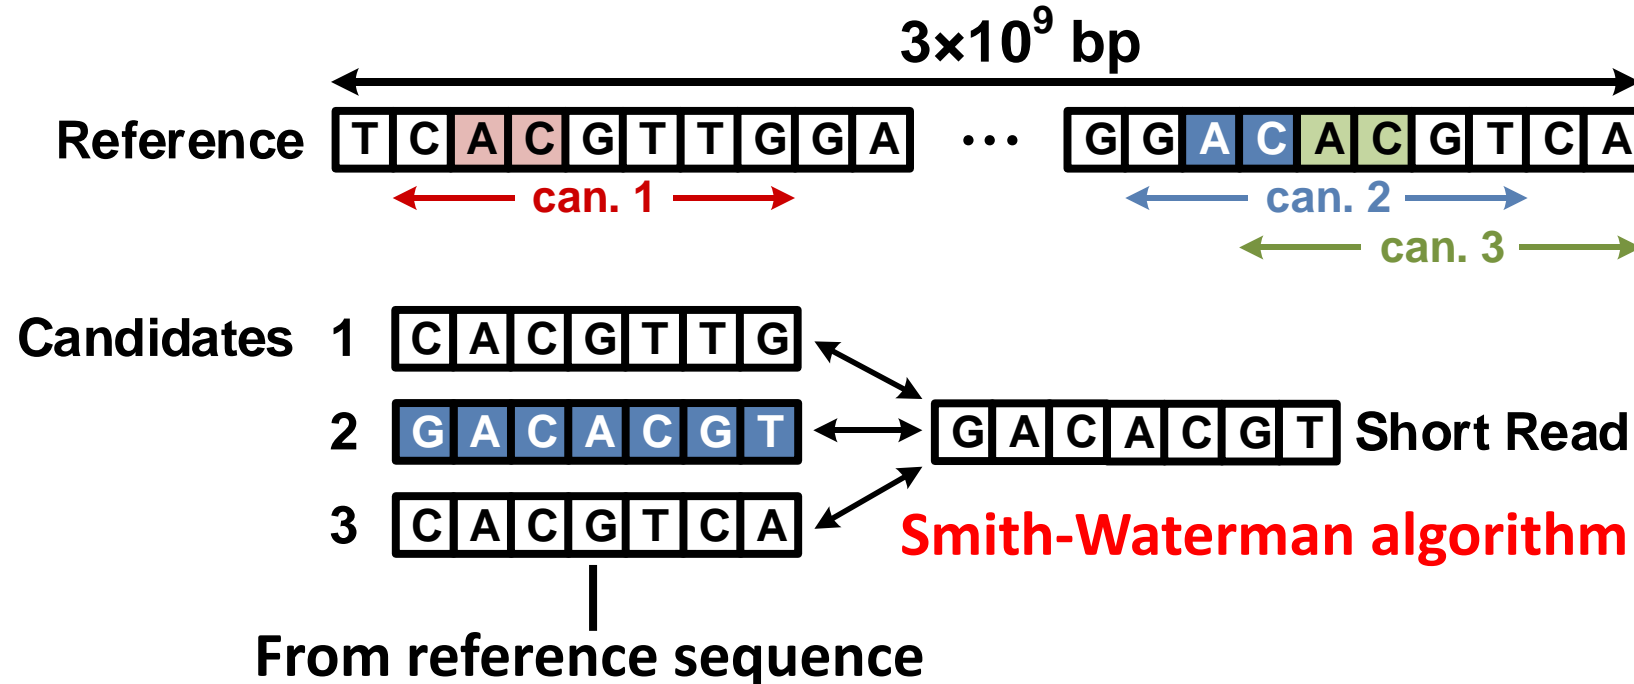 3×10⁹ bp
Reference T C A C G T T G G A ... G G A C A C G T C A
can. 1 can. 2
can. 3
Candidates 1 C A C G T T G
2 G A C A C G T G A C A C G T Short Read
3 C A C G T C A Smith-Waterman algorithm
From reference sequence